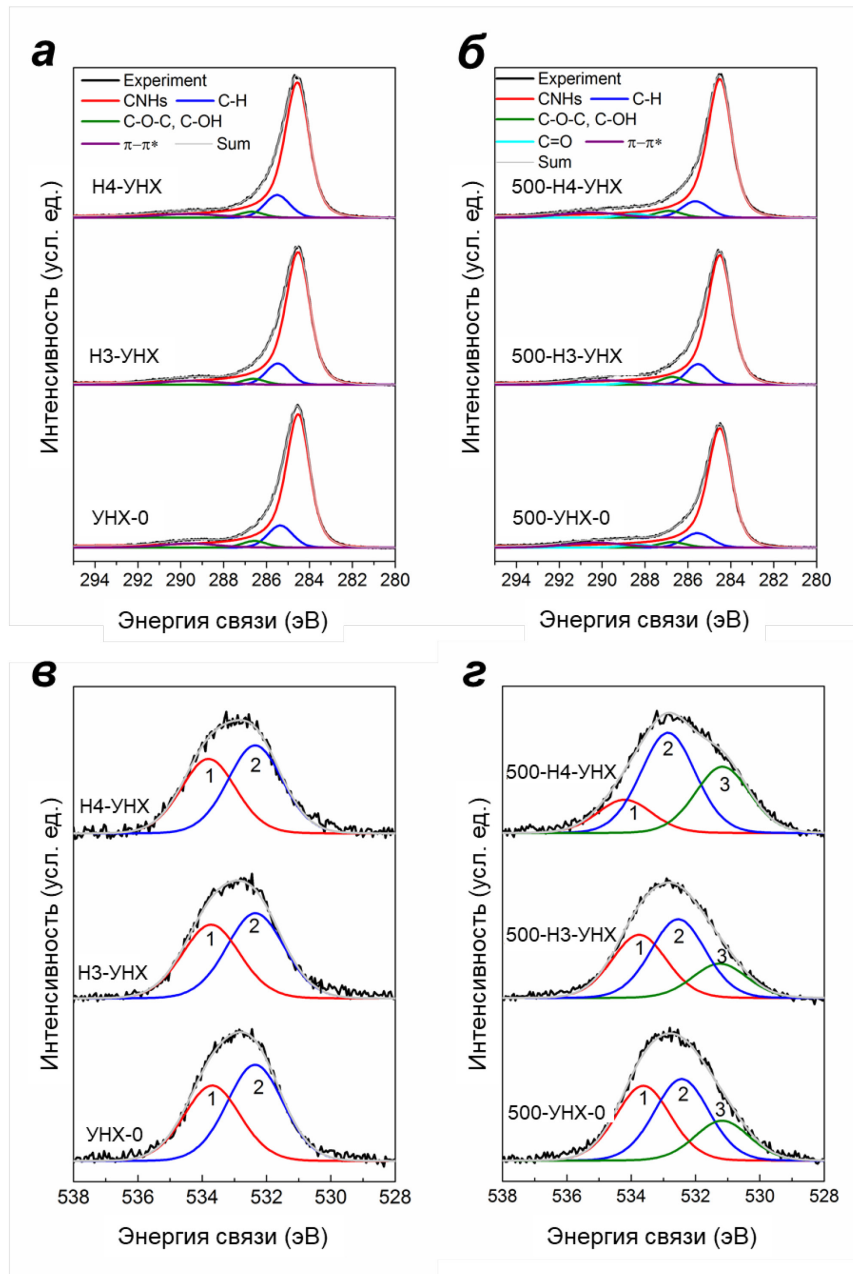 а
Experiment
CNHs C-H
C-O-C, C-OH
π−π* Sum
Н4-УНХ
Н3-УНХ
УНХ-0
Интенсивность (усл. ед.)
294 292 290 288 286 284 282 280
Энергия связи (эВ)
б
Experiment
CNHs C-H
C-O-C, C-OH
C=O π−π*
Sum
500-Н4-УНХ
500-Н3-УНХ
500-УНХ-0
Интенсивность (усл. ед.)
294 292 290 288 286 284 282 280
Энергия связи (эВ)
в
Н4-УНХ
1 2
Н3-УНХ
1 2
УНХ-0
1 2
Интенсивность (усл. ед.)
538 536 534 532 530 528
Энергия связи (эВ)
г
500-Н4-УНХ
1 2 3
500-Н3-УНХ
1 2 3
500-УНХ-0
1 2 3
Интенсивность (усл. ед.)
538 536 534 532 530 528
Энергия связи (эВ)